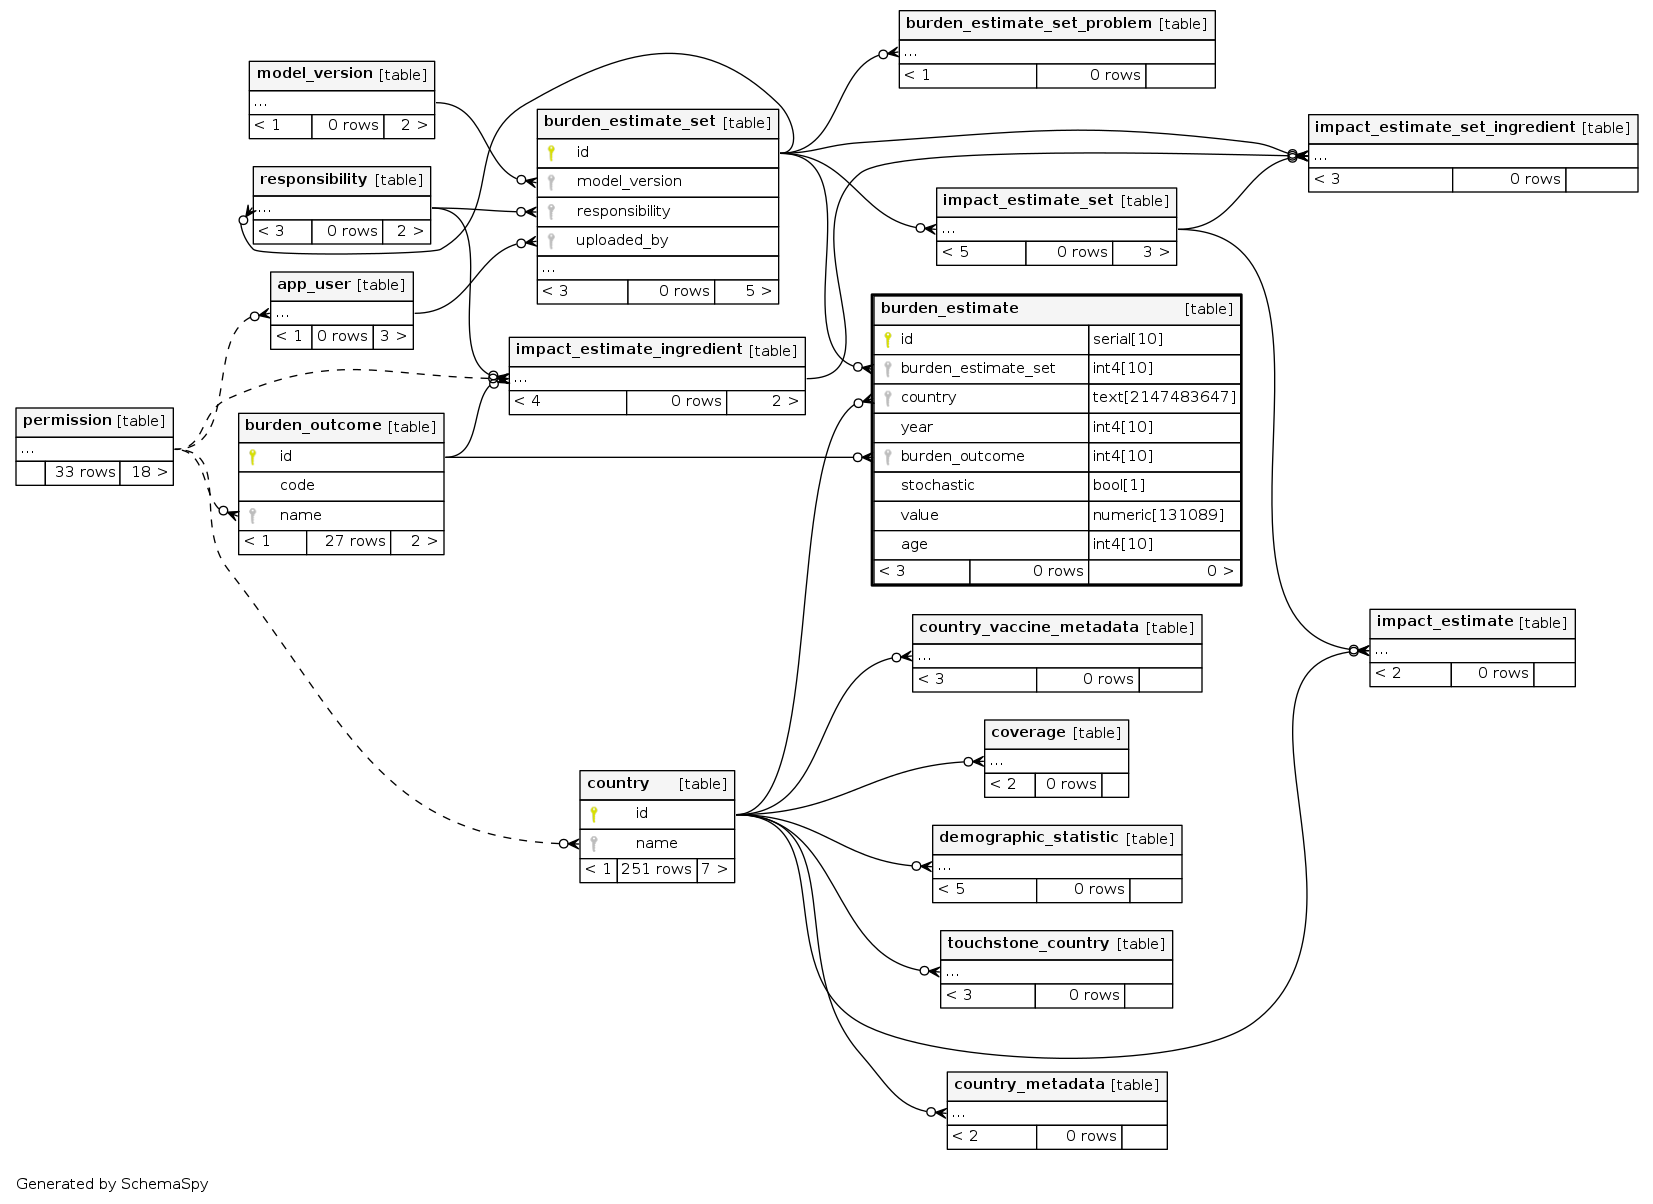 burden_estimate_set_problem [table]
...
< 1 0 rows
model_version [table]
...
< 1 0 rows 2 >
burden_estimate_set [table]
id
model_version
responsibility
uploaded_by
...
< 3 0 rows 5 >
impact_estimate_set_ingredient [table]
...
< 3 0 rows
responsibility [table]
...
< 3 0 rows 2 >
impact_estimate_set [table]
...
< 5 0 rows 3 >
app_user [table]
...
< 1 0 rows 3 >
burden_estimate [table]
id serial[10]
burden_estimate_set int4[10]
country text[2147483647]
year int4[10]
burden_outcome int4[10]
stochastic bool[1]
value numeric[131089]
age int4[10]
< 3 0 rows 0 >
impact_estimate_ingredient [table]
...
< 4 0 rows 2 >
permission [table]
...
33 rows 18 >
burden_outcome [table]
id
code
name
< 1 27 rows 2 >
country_vaccine_metadata [table]
...
< 3 0 rows
impact_estimate [table]
...
< 2 0 rows
coverage [table]
...
< 2 0 rows
country [table]
id
name
< 1 251 rows 7 >
demographic_statistic [table]
...
< 5 0 rows
touchstone_country [table]
...
< 3 0 rows
country_metadata [table]
...
< 2 0 rows
Generated by SchemaSpy